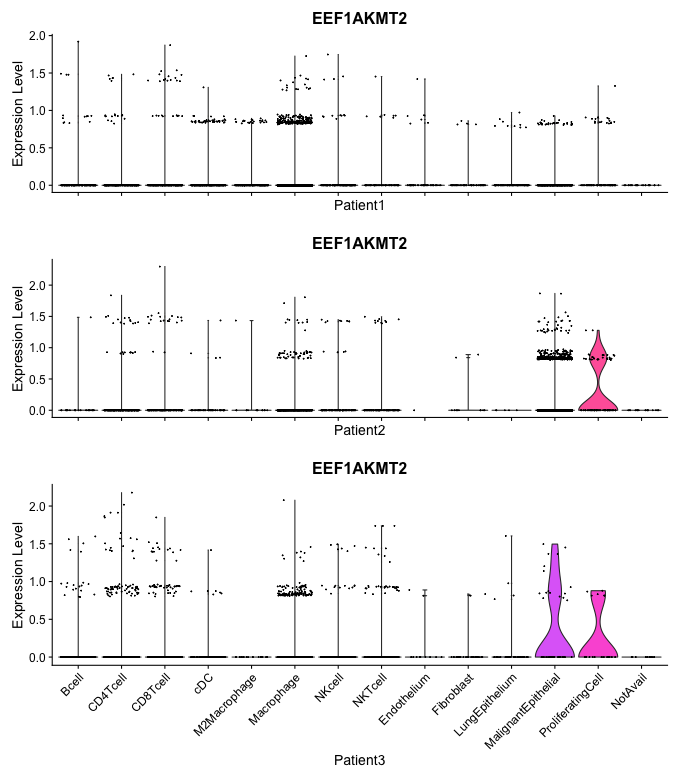 EEF1AKMT2
Expression Level
2.0
1.5
1.0
0.5
0.0
Patient1
EEF1AKMT2
Expression Level
2.0
1.5
1.0
0.5
0.0
Patient2
EEF1AKMT2
Expression Level
2.0
1.5
1.0
0.5
0.0
Bcell
CD4Tcell
CD8Tcell
cDC
M2Macrophage
Macrophage
NKcell
NKTcell
Endothelium
Fibroblast
LungEpithelium
MalignantEpithelial
ProliferatingCell
NotAvail
Patient3